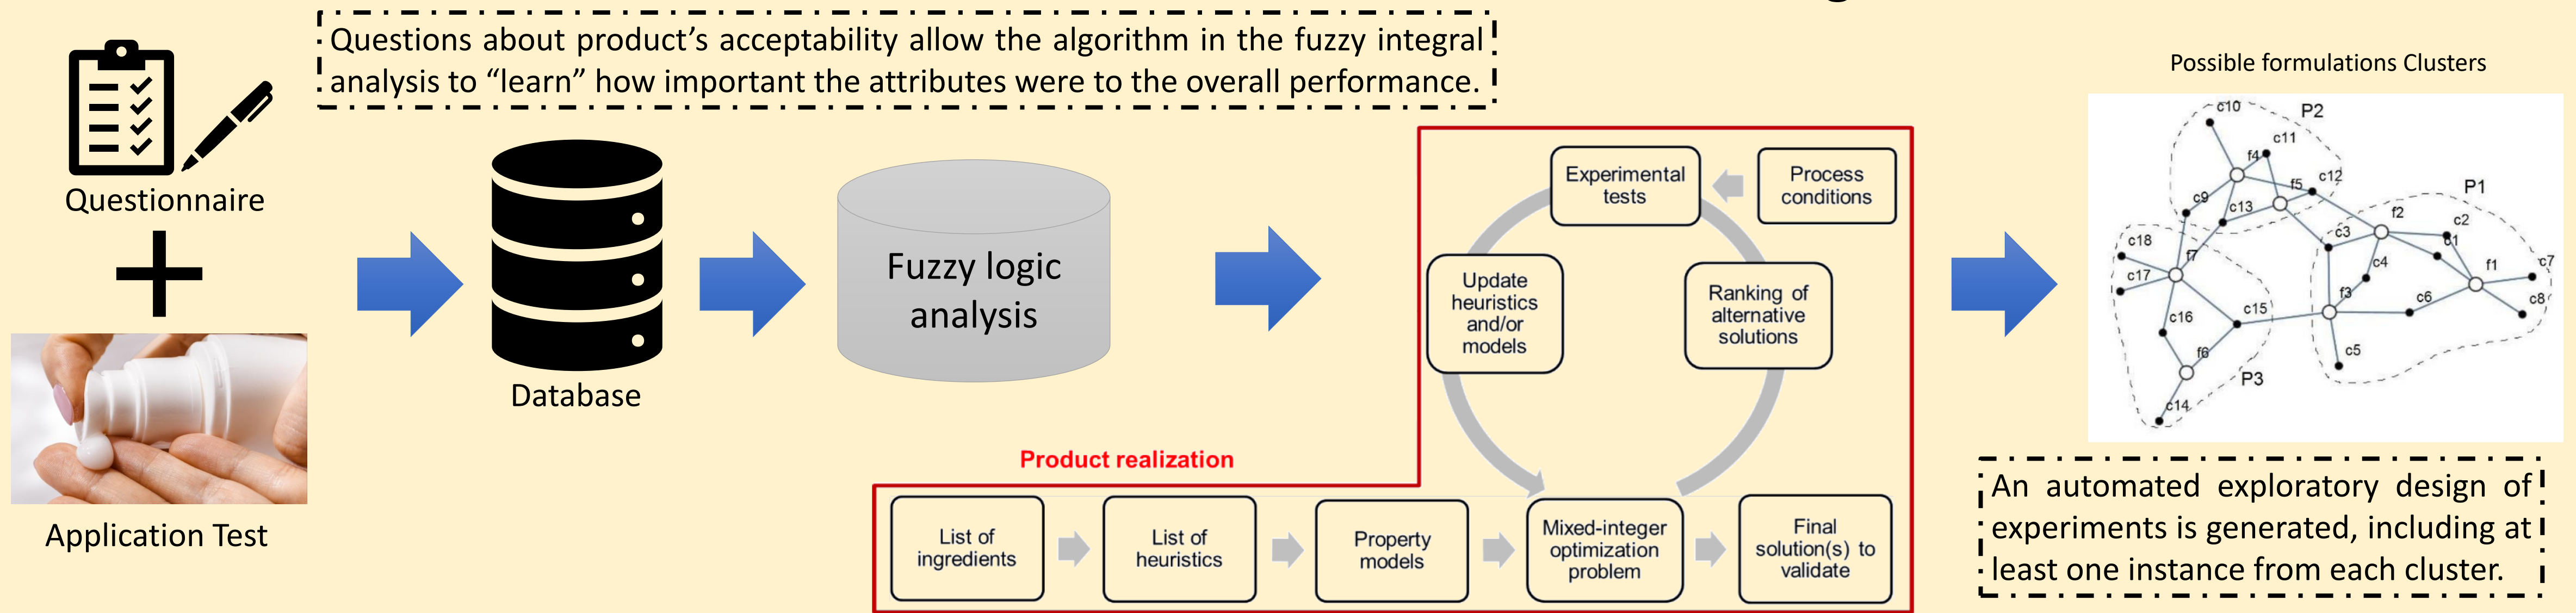 Questions about product's acceptability allow the algorithm in the fuzzy integral
analysis to “learn” how important the attributes were to the overall performance.
Questionnaire
Application Test
Database
Fuzzy logic
analysis
Product realization
Experimental
tests
Process
conditions
Update
heuristics
and/or
models
Ranking of
alternative
solutions
List of
ingredients
List of
heuristics
Property
models
Mixed-integer
optimization
problem
Final
solution(s) to
validate
Possible formulations Clusters
c10
P2
c11
f4
c12
f5
P1
c9
c13
f2
c2
c3
c1
c18
f7
c4
f1
c7
c17
f3
c6
c8
c15
c16
c5
f6
P3
c14
An automated exploratory design of
experiments is generated, including at
least one instance from each cluster.